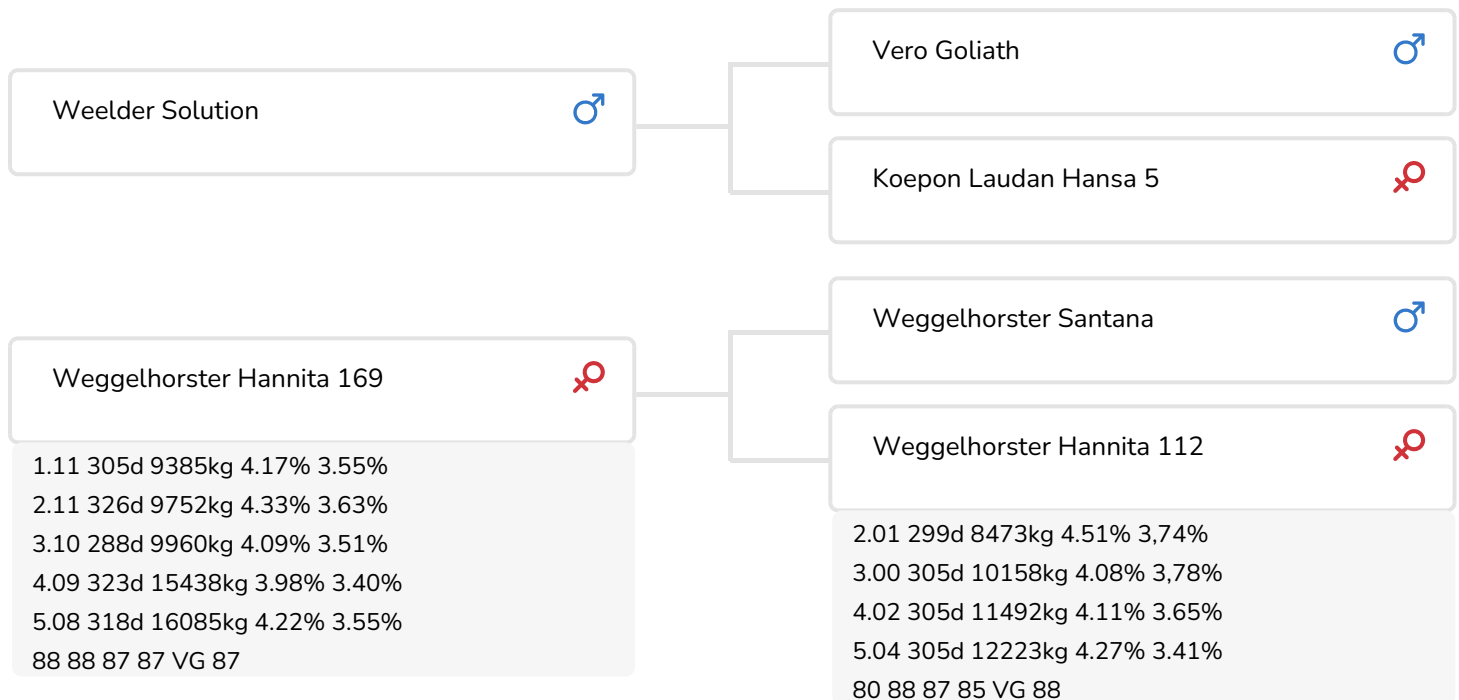 Vero Goliath
Weelder Solution
Koepon Laudan Hansa 5
Weggelhorster Santana
Weggelhorster Hannita 169
Weggelhorster Hannita 112
1.11 305d 9385kg 4.17% 3.55%
2.11 326d 9752kg 4.33% 3.63%
3.10 288d 9960kg 4.09% 3.51%
4.09 323d 15438kg 3.98% 3.40%
5.08 318d 16085kg 4.22% 3.55%
88 88 87 87 VG 87
2.01 299d 8473kg 4.51% 3,74%
3.00 305d 10158kg 4.08% 3,78%
4.02 305d 11492kg 4.11% 3.65%
5.04 305d 12223kg 4.27% 3.41%
80 88 87 85 VG 88